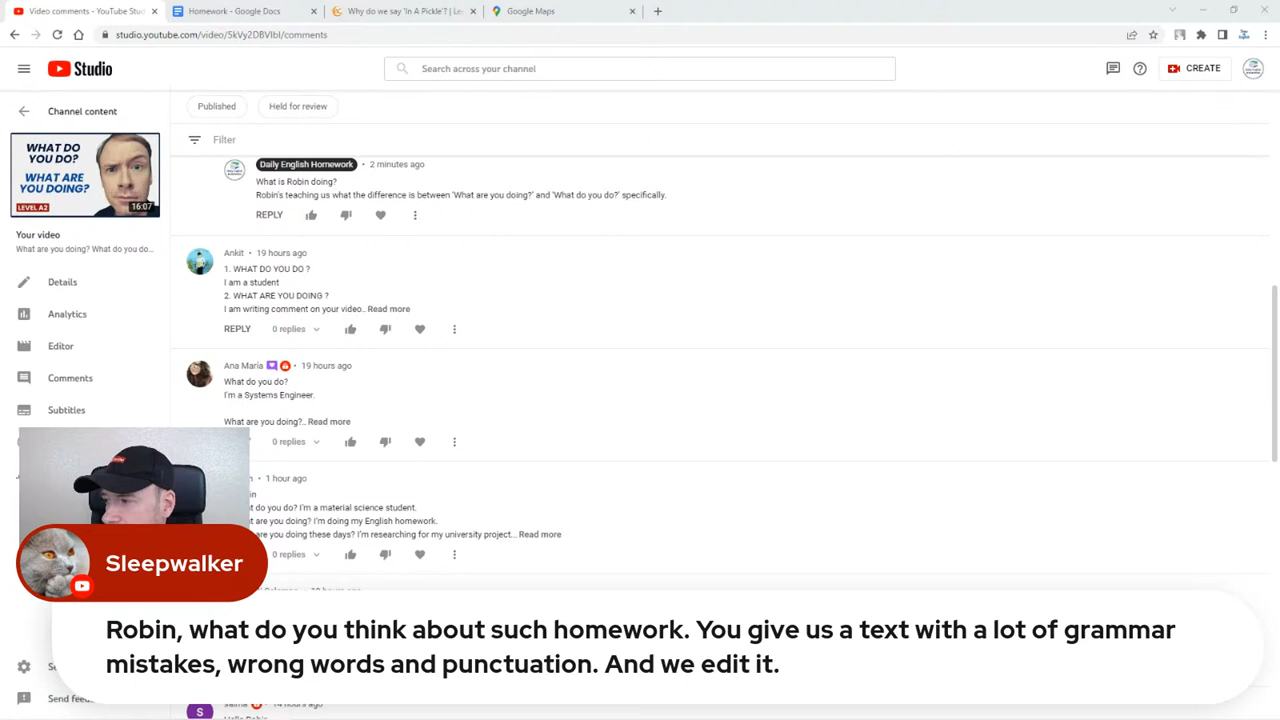 Video comments - YouTube Stud
Homework - Google Docs
Why do we say 'In A Pickle'? | Le
Google Maps
studio.youtube.com/video/5kVy2DBVIbI/comments
Studio
Search across your channel
CREATE
Channel content
Published
Held for review
Filter
WHAT DO
YOU DO?
WHAT ARE
YOU DOING?
LEVEL A2
16:07
Your video
What are you doing? What do you do...
Details
Analytics
Editor
Comments
Subtitles
Daily English Homework • 2 minutes ago
What is Robin doing?
Robin's teaching us what the difference is between 'What are you doing?' and 'What do you do?' specifically.
REPLY
Ankit • 19 hours ago
1. WHAT DO YOU DO ?
I am a student
2. WHAT ARE YOU DOING ?
I am writing comment on your video.. Read more
REPLY 0 replies
Ana María • 19 hours ago
What do you do?
I'm a Systems Engineer.
What are you doing?.. Read more
0 replies
1 hour ago
do you do? I'm a material science student.
are you doing? I'm doing my English homework.
are you doing these days? I'm researching for my university project... Read more
0 replies
Sleepwalker
Robin, what do you think about such homework. You give us a text with a lot of grammar
mistakes, wrong words and punctuation. And we edit it.
Send fee
S